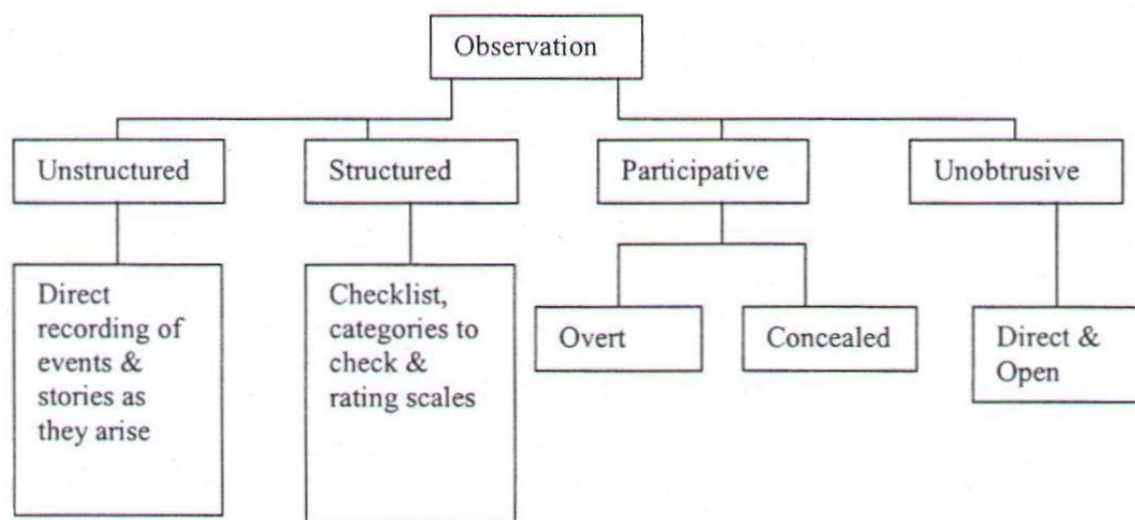 Observation
Unstructured
Structured
Participative
Unobtrusive
Direct
recording of
events &
stories as
they arise
Checklist,
categories to
check &
rating scales
Overt
Concealed
Direct &
Open